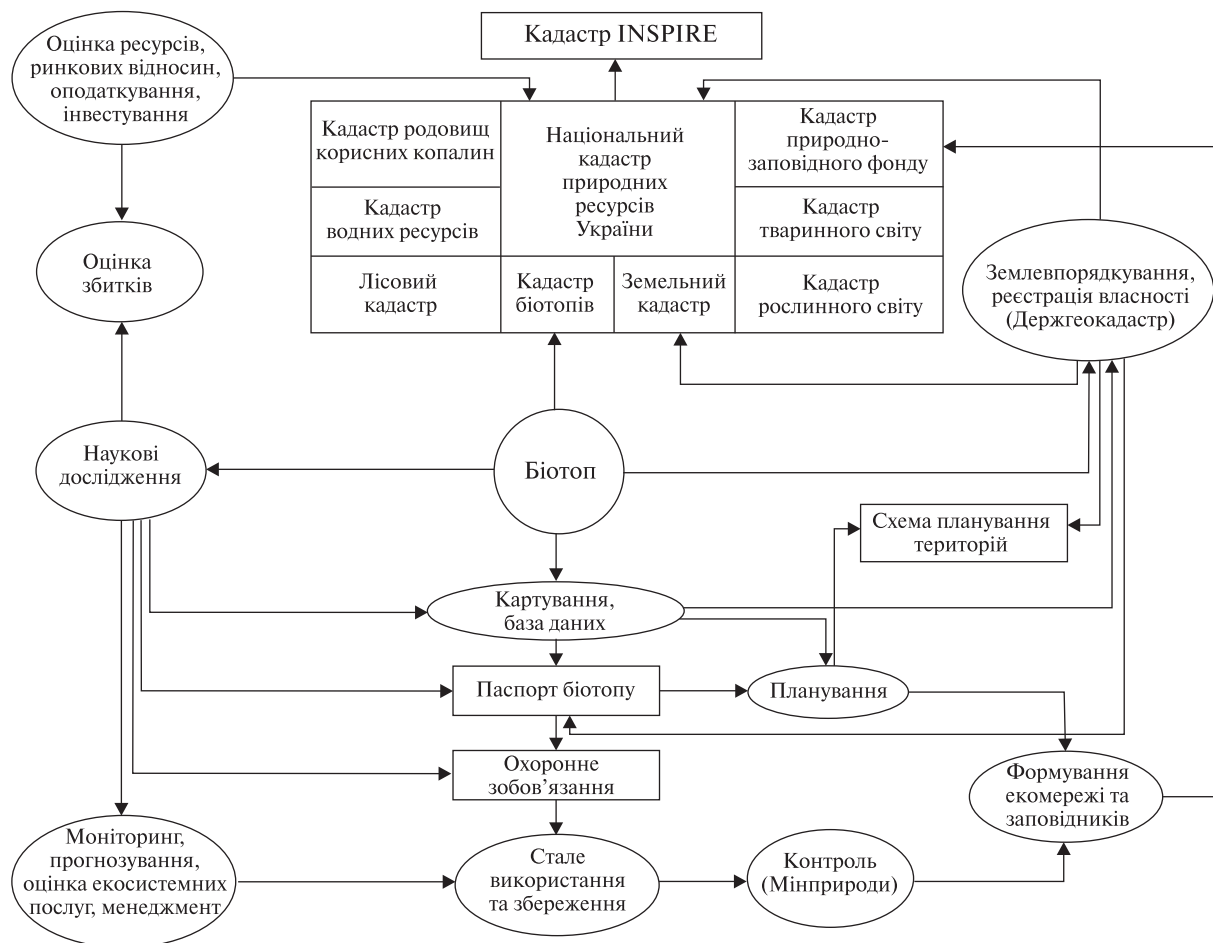 Кадастр INSPIRE
Оцінка ресурсів,
ринкових відносин,
оподаткування,
інвестування
Кадастр родовищ
корисних копалин
Національний
кадастр
природних
ресурсів
України
Кадастр
природно-
заповідного фонду
Кадастр
водних ресурсів
Кадастр
тваринного світу
Лісовий
кадастр
Кадастр
біотопів
Земельний
кадастр
Кадастр
рослинного світу
Оцінка
збитків
Землевпорядкування,
реєстрація власності
(Держгеокадастр)
Наукові
дослідження
Біотоп
Схема планування
територій
Картування,
база даних
Паспорт біотопу
Планування
Охоронне
зобов’язання
Формування
екомережі та
заповідників
Моніторинг,
прогнозування,
оцінка екосистемних
послуг, менеджмент
Стале
використання
та збереження
Контроль
(Мінприроди)